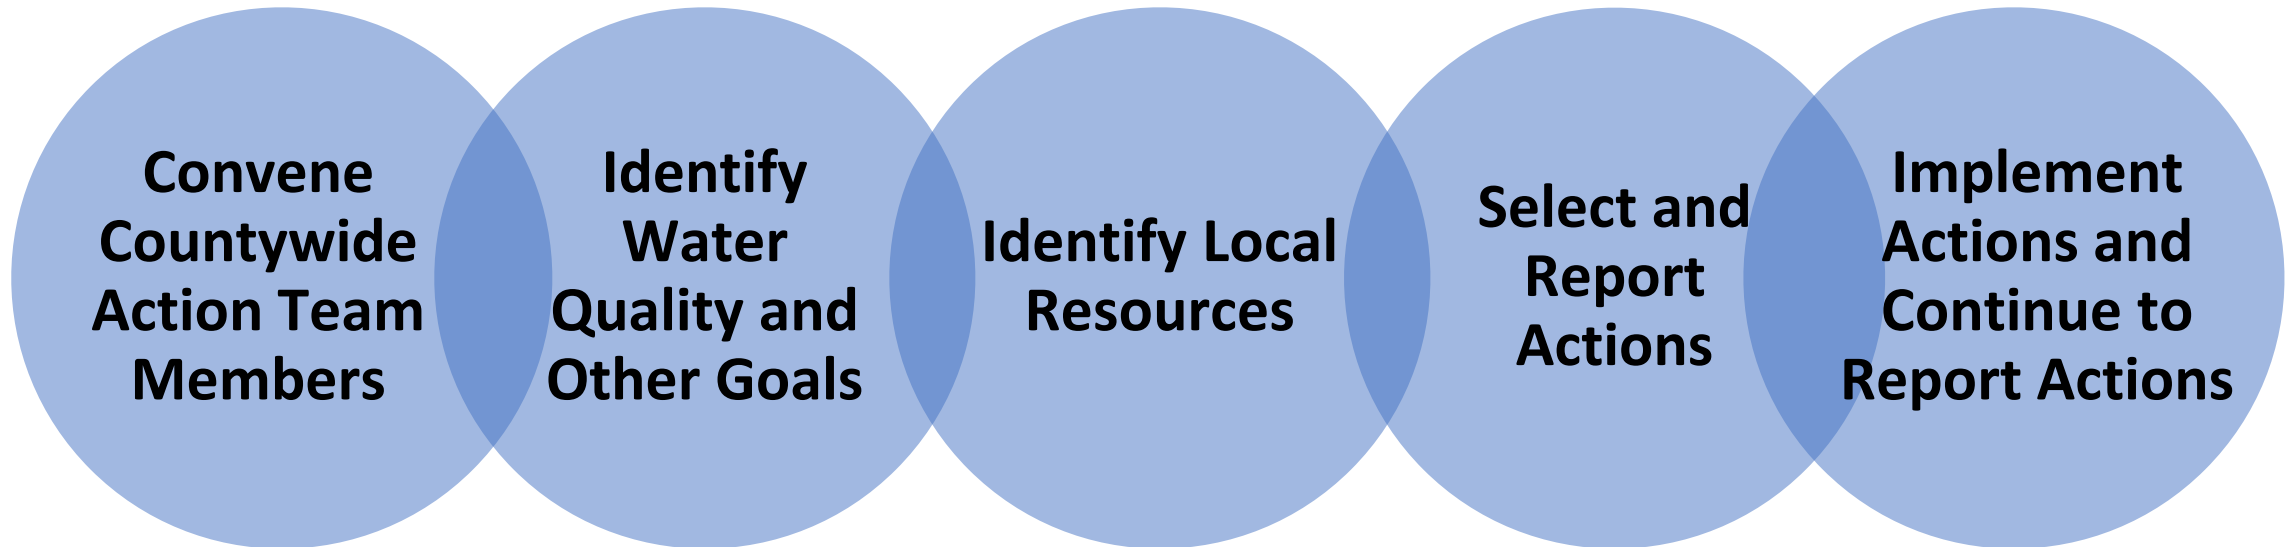 Convene
Countywide
Action Team
Members
Identify
Water
Quality and
Other Goals
Identify Local
Resources
Select and
Report
Actions
Implement
Actions and
Continue to
Report Actions